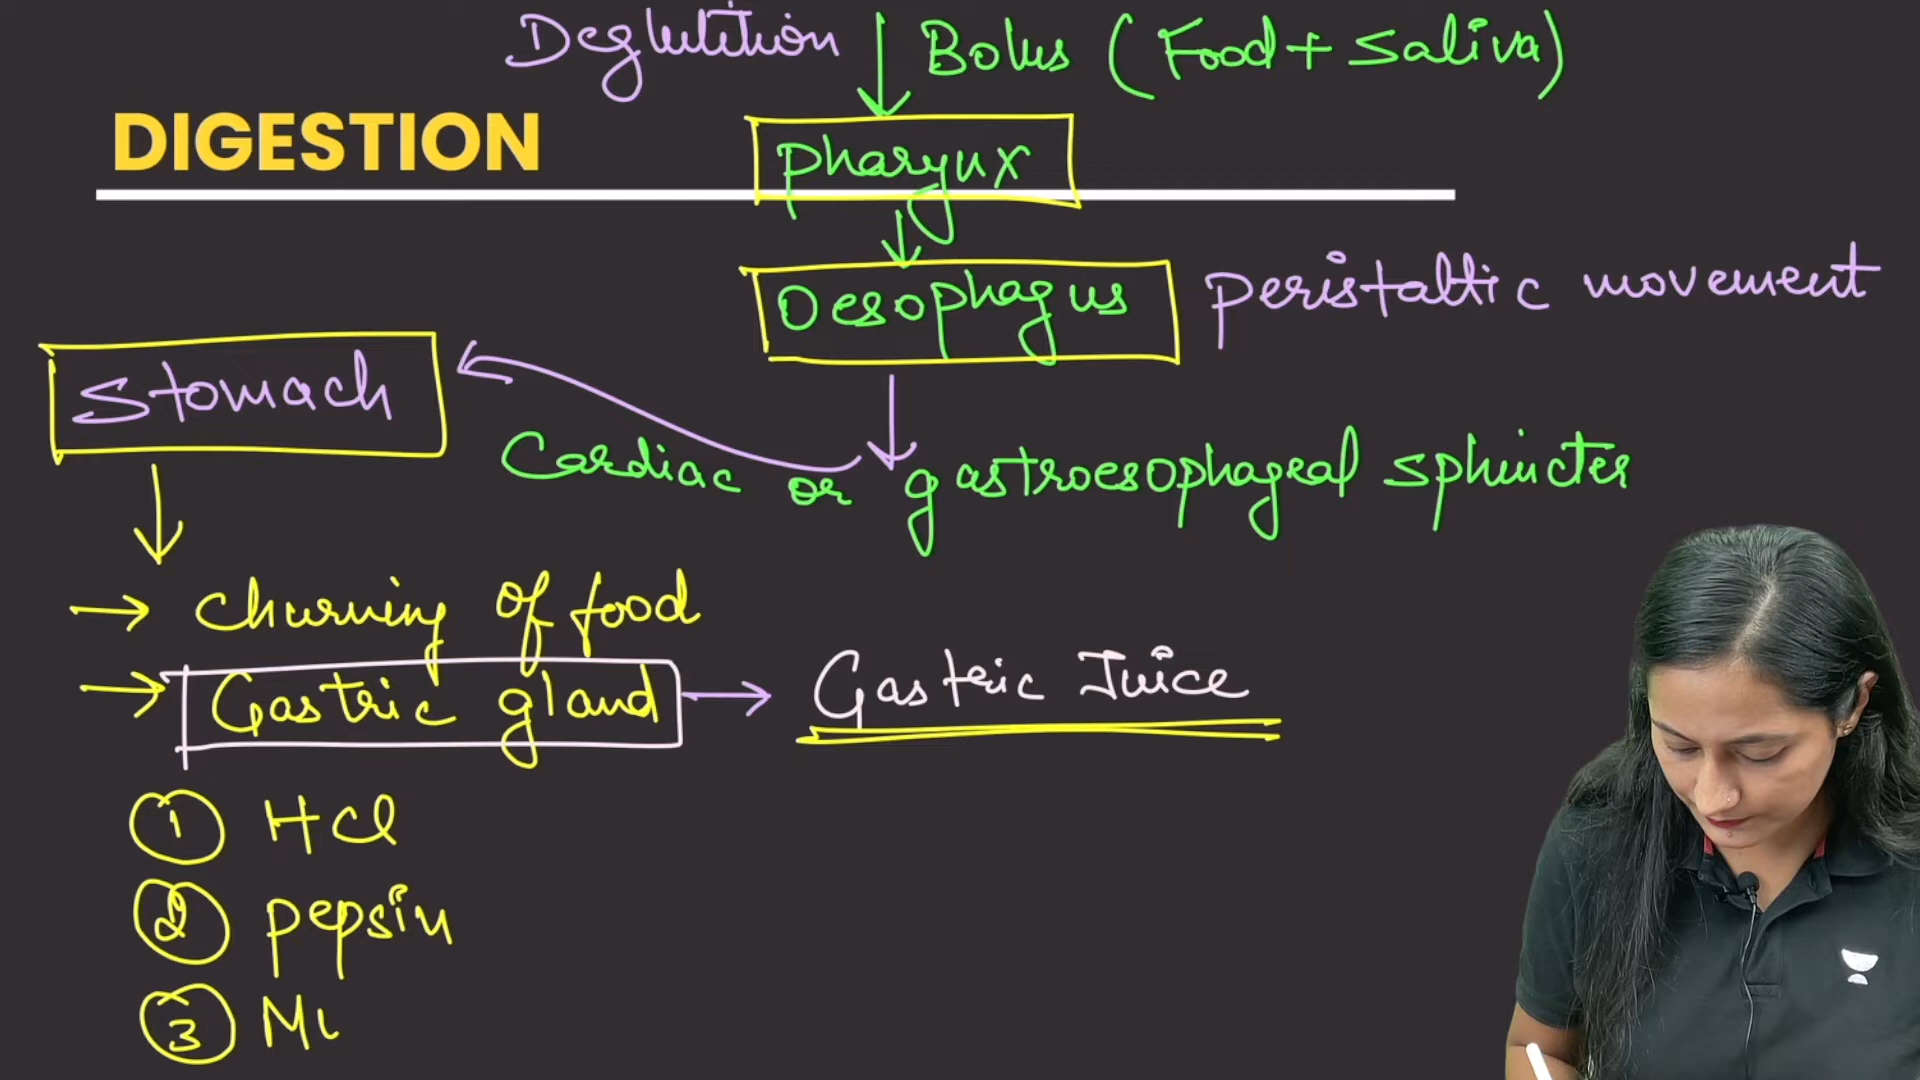 Deglutition Bolus (Food + Saliva)
DIGESTION
Pharynx
Oesophagus Peristaltic movement
Stomach
Cardiac or gastroesophageal sphincter
→ Churning of food
→ Gastric gland → Gastric Juice
① HCl
② Pepsin
③ Mu